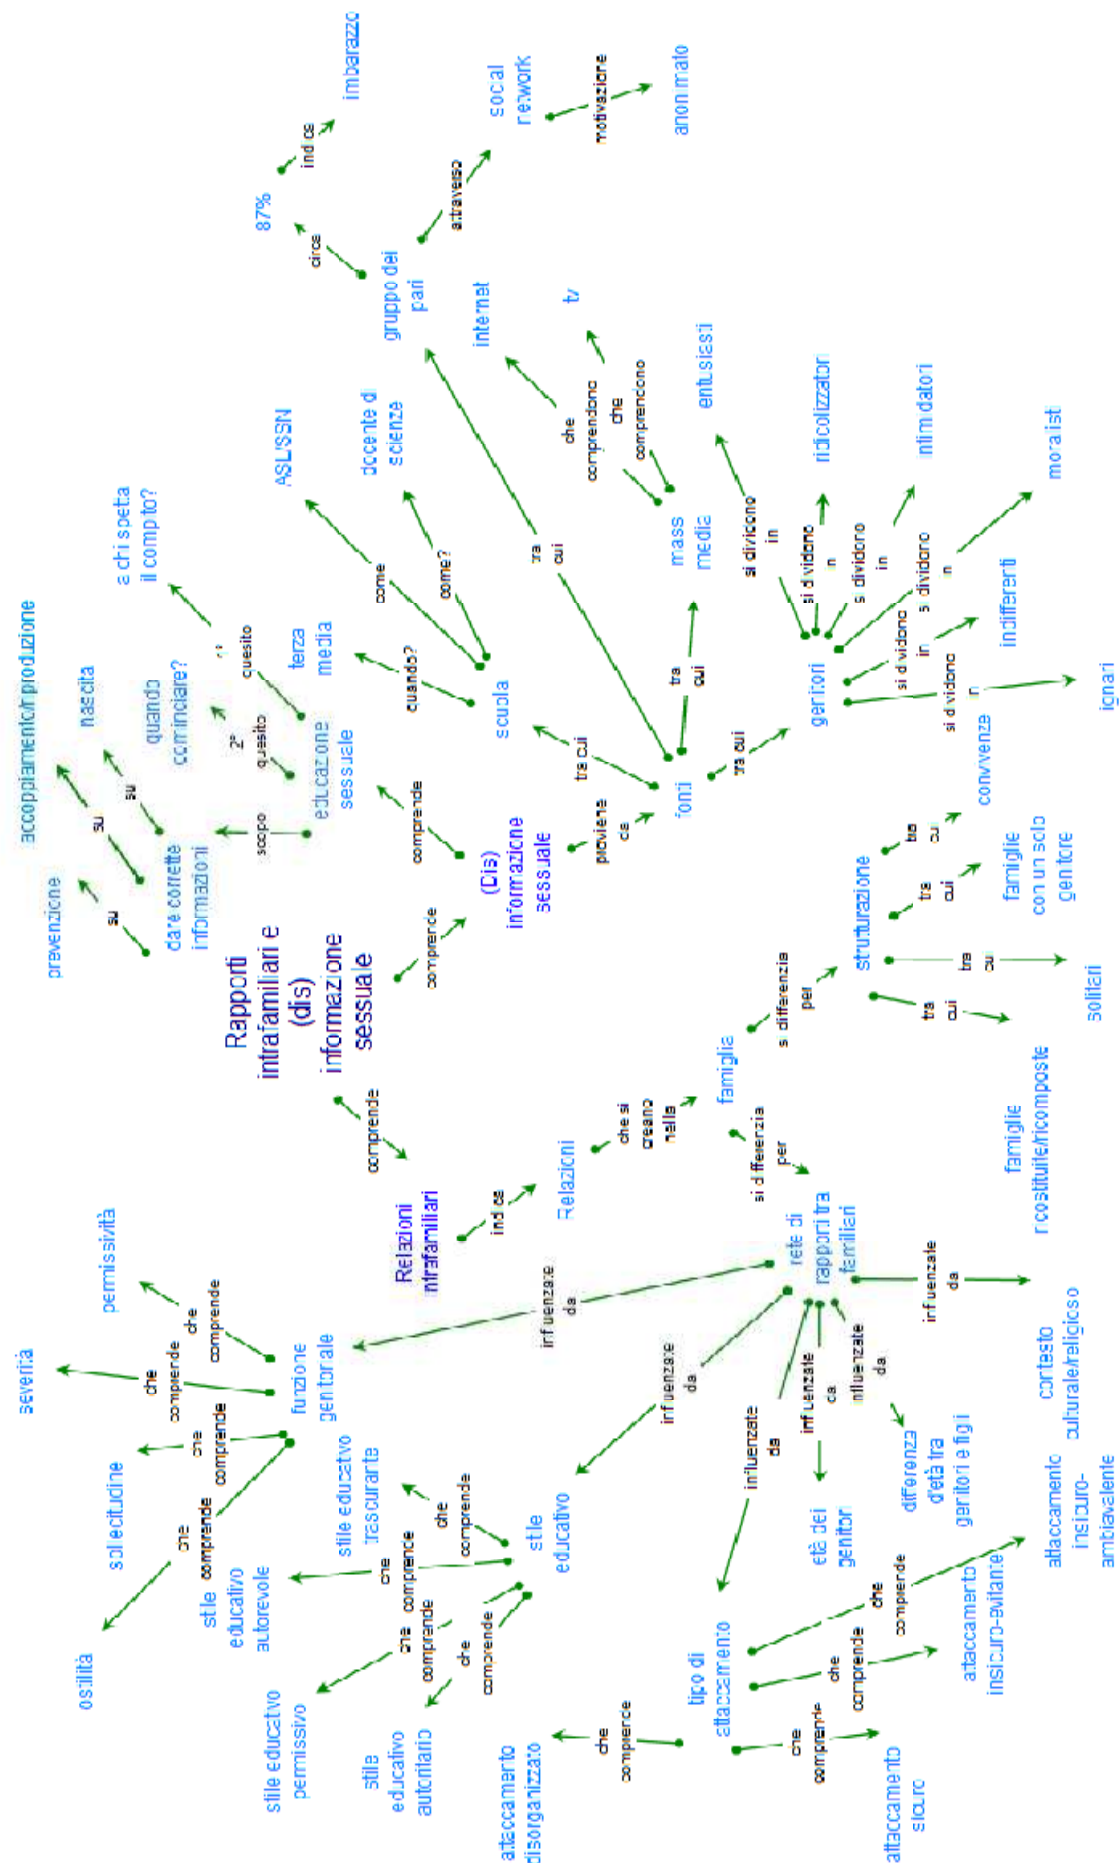 Rapporti
intrafamiliari e
(dis)
informazione
sessuale
comprende
Relazioni
intrafamiliari
indica
Relazioni
che si
creano
nella
famiglia
si differenzia
per
rete di
rapporti tra
familiari
influenzate
da
funzione
genitoriale
che
comprende
ostilità
che
comprende
sollecitudine
che
comprende
severità
che
comprende
permissività
influenzate
da
stile
educativo
che
comprende
stile
educativo
autoritario
che
comprende
stile educativo
permissivo
che
comprende
stile
educativo
autorevole
che
comprende
stile educativo
trascurante
influenzate
da
tipo di
attaccamento
che
comprende
attaccamento
disorganizzato
che
comprende
attaccamento
sicuro
che
comprende
attaccamento
insicuro-evitante
che
comprende
attaccamento
insicuro-
ambiavalente
influenzate
da
età dei
genitori
influenzate
da
differenza
d'età tra
genitori e figli
influenzate
da
contesto
culturale/religioso
si differenzia
per
strutturazione
tra
cui
famiglie
ricostituite/ricomposte
tra
cui
solitari
tra
cui
famiglie
con un solo
genitore
tra
cui
convivenze
comprende
(Dis)
informazione
sessuale
comprende
educazione
sessuale
scopo
dare corrette
informazioni
su
prevenzione
su
accoppiamento/riproduzione
su
nascita
2°
quesito
quando
cominciare?
quesito
a chi spetta
il compito?
proviene
da
fonti
tra cui
scuola
quando?
terza
media
come
ASL/SSN
come?
docente di
scienze
tra
cui
gruppo dei
pari
circa
87%
indica
imbarazzo
attraverso
social
network
motivazione
anonimato
tra
cui
mass
media
che
comprendono
internet
che
comprendono
tv
tra cui
genitori
si dividono
in
entusiasti
si dividono
in
ridicolizzatori
si dividono
in
intimidatori
si dividono
in
moralisti
si dividono
in
indifferenti
si dividono
in
ignari